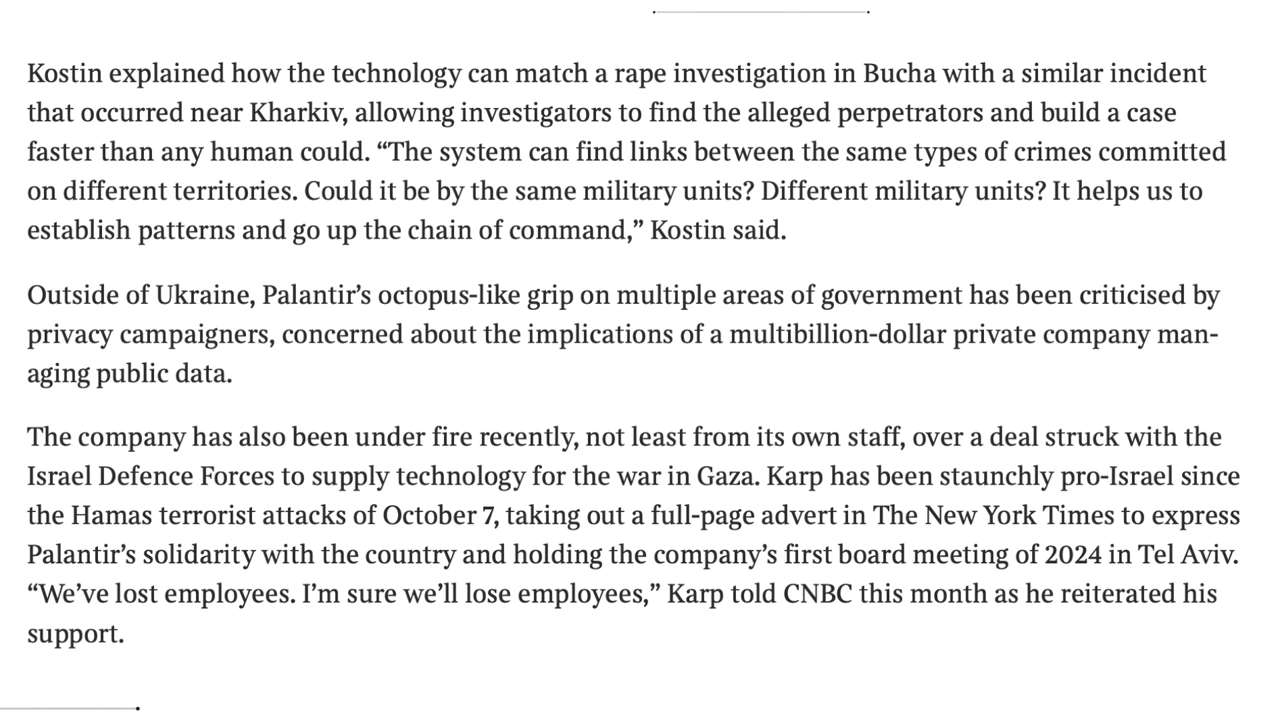 Kostin explained how the technology can match a rape investigation in Bucha with a similar incident
that occurred near Kharkiv, allowing investigators to find the alleged perpetrators and build a case
faster than any human could. “The system can find links between the same types of crimes committed
on different territories. Could it be by the same military units? Different military units? It helps us to
establish patterns and go up the chain of command,” Kostin said.
Outside of Ukraine, Palantir’s octopus-like grip on multiple areas of government has been criticised by
privacy campaigners, concerned about the implications of a multibillion-dollar private company man-
aging public data.
The company has also been under fire recently, not least from its own staff, over a deal struck with the
Israel Defence Forces to supply technology for the war in Gaza. Karp has been staunchly pro-Israel since
the Hamas terrorist attacks of October 7, taking out a full-page advert in The New York Times to express
Palantir’s solidarity with the country and holding the company’s first board meeting of 2024 in Tel Aviv.
“We’ve lost employees. I’m sure we’ll lose employees,” Karp told CNBC this month as he reiterated his
support.